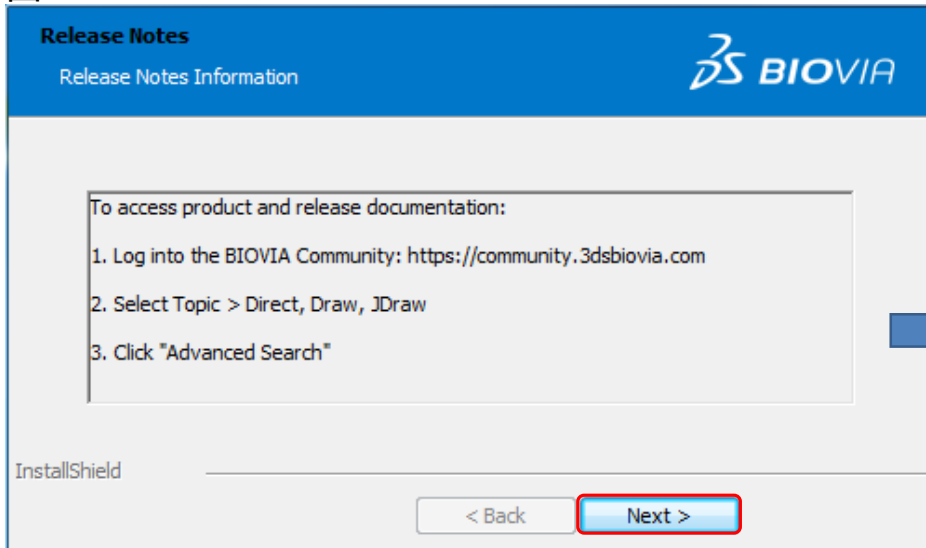 Release Notes
Release Notes Information
BIOVIA
To access product and release documentation:
1. Log into the BIOVIA Community: https://community.3dsbiovia.com
2. Select Topic > Direct, Draw, JDraw
3. Click "Advanced Search"
InstallShield
< Back
Next >